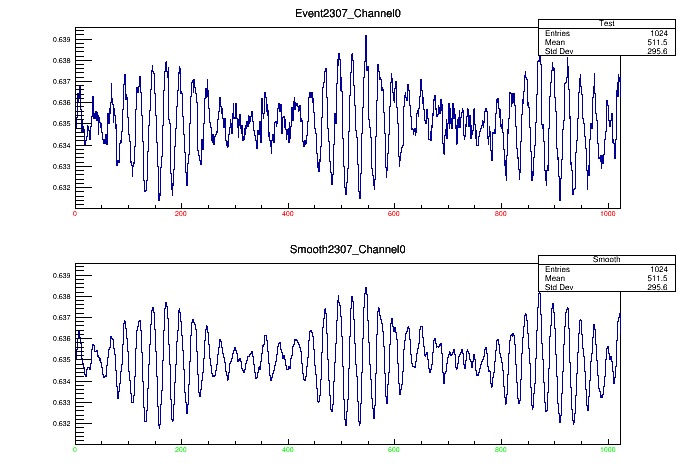 Event2307_Channel0
Test
Entries 1024
Mean 511.5
Std Dev 295.6
0.639
0.638
0.637
0.636
0.635
0.634
0.633
0.632
0 200 400 600 800 1000
Smooth2307_Channel0
Smooth
Entries 1024
Mean 511.5
Std Dev 295.6
0.639
0.638
0.637
0.636
0.635
0.634
0.633
0.632
0 200 400 600 800 1000